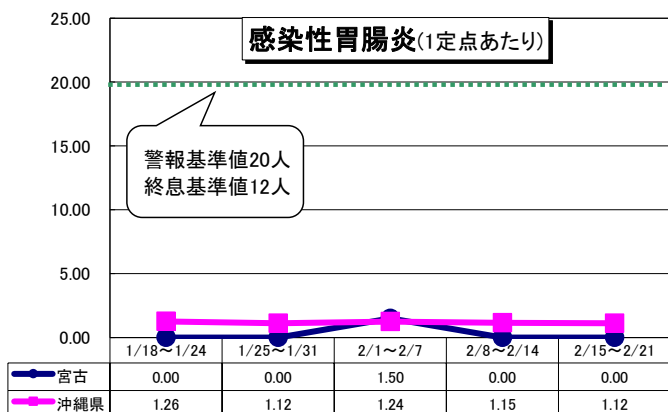 感染性胃腸炎(1定点あたり)
25.00
20.00
15.00
10.00
5.00
0.00
警報基準値20人
終息基準値12人
1/18～1/24 1/25～1/31 2/1～2/7 2/8～2/14 2/15～2/21
宮古 0.00 0.00 1.50 0.00 0.00
沖縄県 1.26 1.12 1.24 1.15 1.12